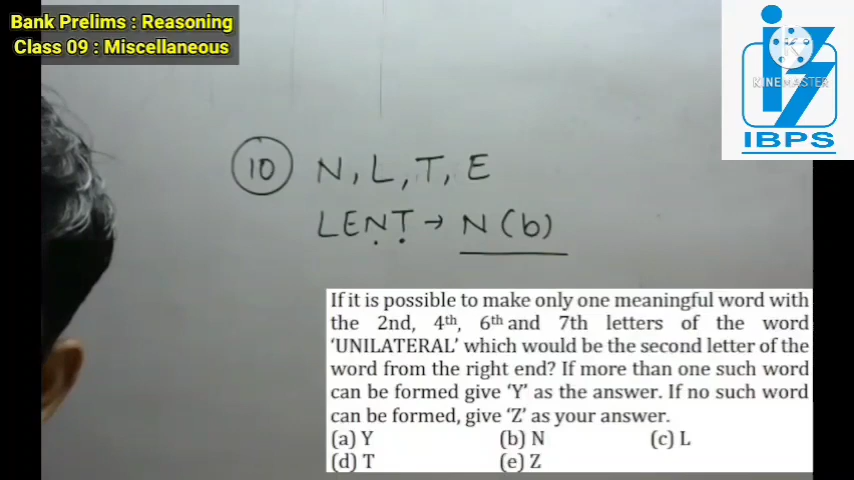 Bank Prelims : Reasoning
Class 09 : Miscellaneous
KINEMASTER
IBPS
10 N, L, T, E
LENT → N (b)
If it is possible to make only one meaningful word with
the 2nd, 4th, 6th and 7th letters of the word
‘UNILATERAL’ which would be the second letter of the
word from the right end? If more than one such word
can be formed give ‘Y’ as the answer. If no such word
can be formed, give ‘Z’ as your answer.
(a) Y (b) N (c) L
(d) T (e) Z